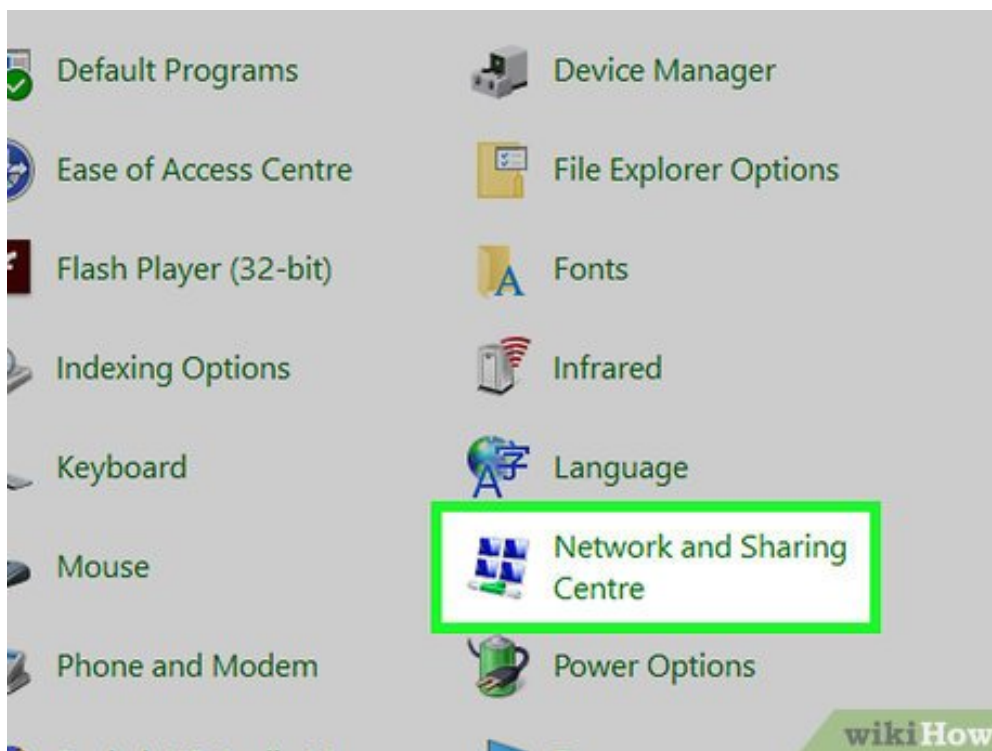 Default Programs
Device Manager
Ease of Access Centre
File Explorer Options
Flash Player (32-bit)
Fonts
Indexing Options
Infrared
Keyboard
Language
Mouse
Network and Sharing
Centre
Phone and Modem
Power Options
wikiHow